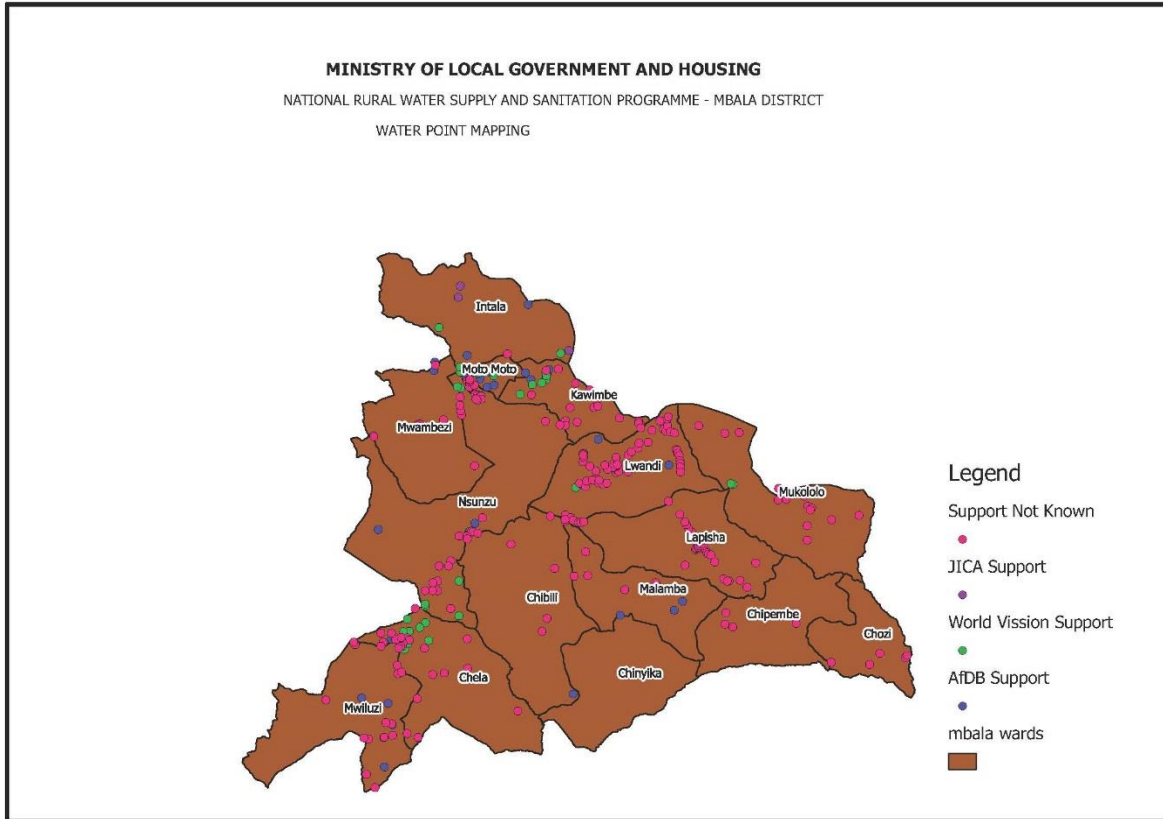 MINISTRY OF LOCAL GOVERNMENT AND HOUSING
NATIONAL RURAL WATER SUPPLY AND SANITATION PROGRAMME - MBALA DISTRICT
WATER POINT MAPPING
Intala
Moto Moto
Kawimbe
Mwambezi
Lwandi
Mukololo
Nsunzu
Lapisha
Chibili
Malamba
Chipembe
Chozi
Chela
Chinyika
Mwiluzi
Legend
Support Not Known
JICA Support
World Vission Support
AfDB Support
mbala wards